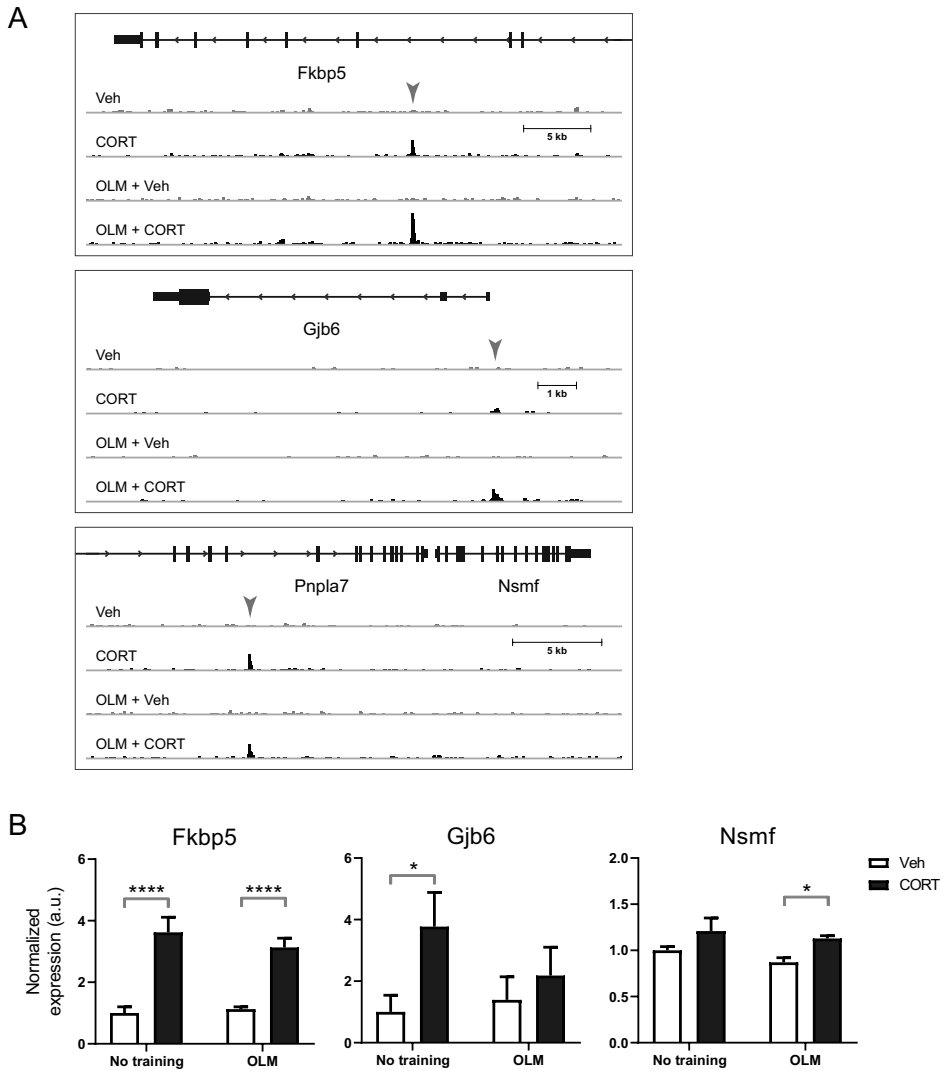 A
Fkbp5
Veh
5 kb
CORT
OLM + Veh
OLM + CORT
Gjb6
Veh
1 kb
CORT
OLM + Veh
OLM + CORT
Pnpla7 Nsmf
Veh
5 kb
CORT
OLM + Veh
OLM + CORT
B
Fkbp5
Normalized
expression (a.u.)
6
4
2
0
****
****
No training OLM
Gjb6
6
4
2
0
*
No training OLM
Nsmf
2.0
1.5
1.0
0.5
0.0
*
No training OLM
Veh
CORT